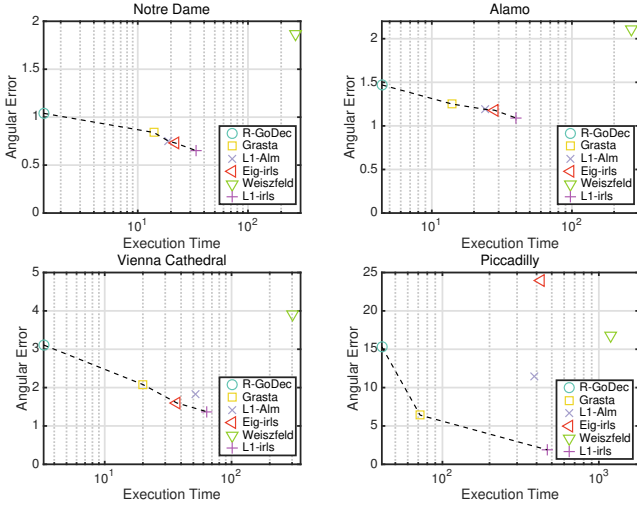 Notre Dame
2
1.5
1
0.5
0
Angular Error
10^1
10^2
Execution Time
R-GoDec
Grasta
L1-Alm
Eig-irls
Weiszfeld
L1-irls
Alamo
2
1.5
1
0.5
0
Angular Error
10^1
10^2
Execution Time
R-GoDec
Grasta
L1-Alm
Eig-irls
Weiszfeld
L1-irls
Vienna Cathedral
5
4
3
2
1
0
Angular Error
10^1
10^2
Execution Time
R-GoDec
Grasta
L1-Alm
Eig-irls
Weiszfeld
L1-irls
Piccadilly
25
20
15
10
5
0
Angular Error
10^2
10^3
Execution Time
R-GoDec
Grasta
L1-Alm
Eig-irls
Weiszfeld
L1-irls